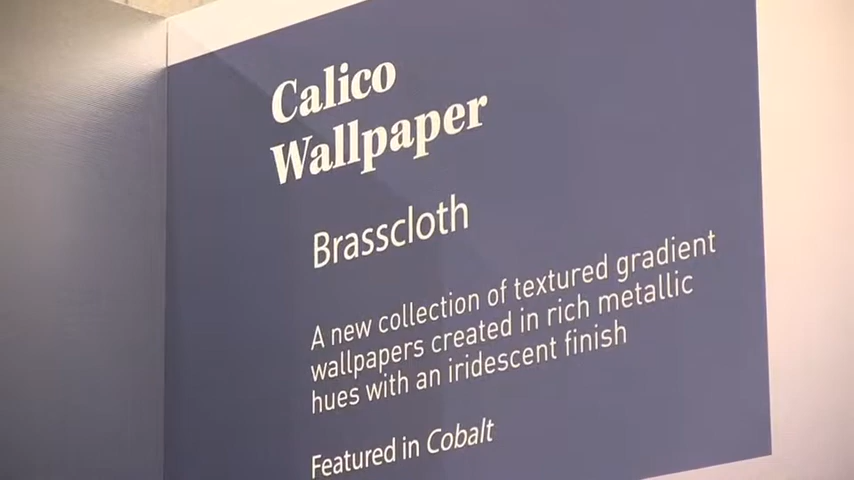 Calico
Wallpaper
Brasscloth
A new collection of textured gradient
wallpapers created in rich metallic
hues with an iridescent finish
Featured in Cobalt